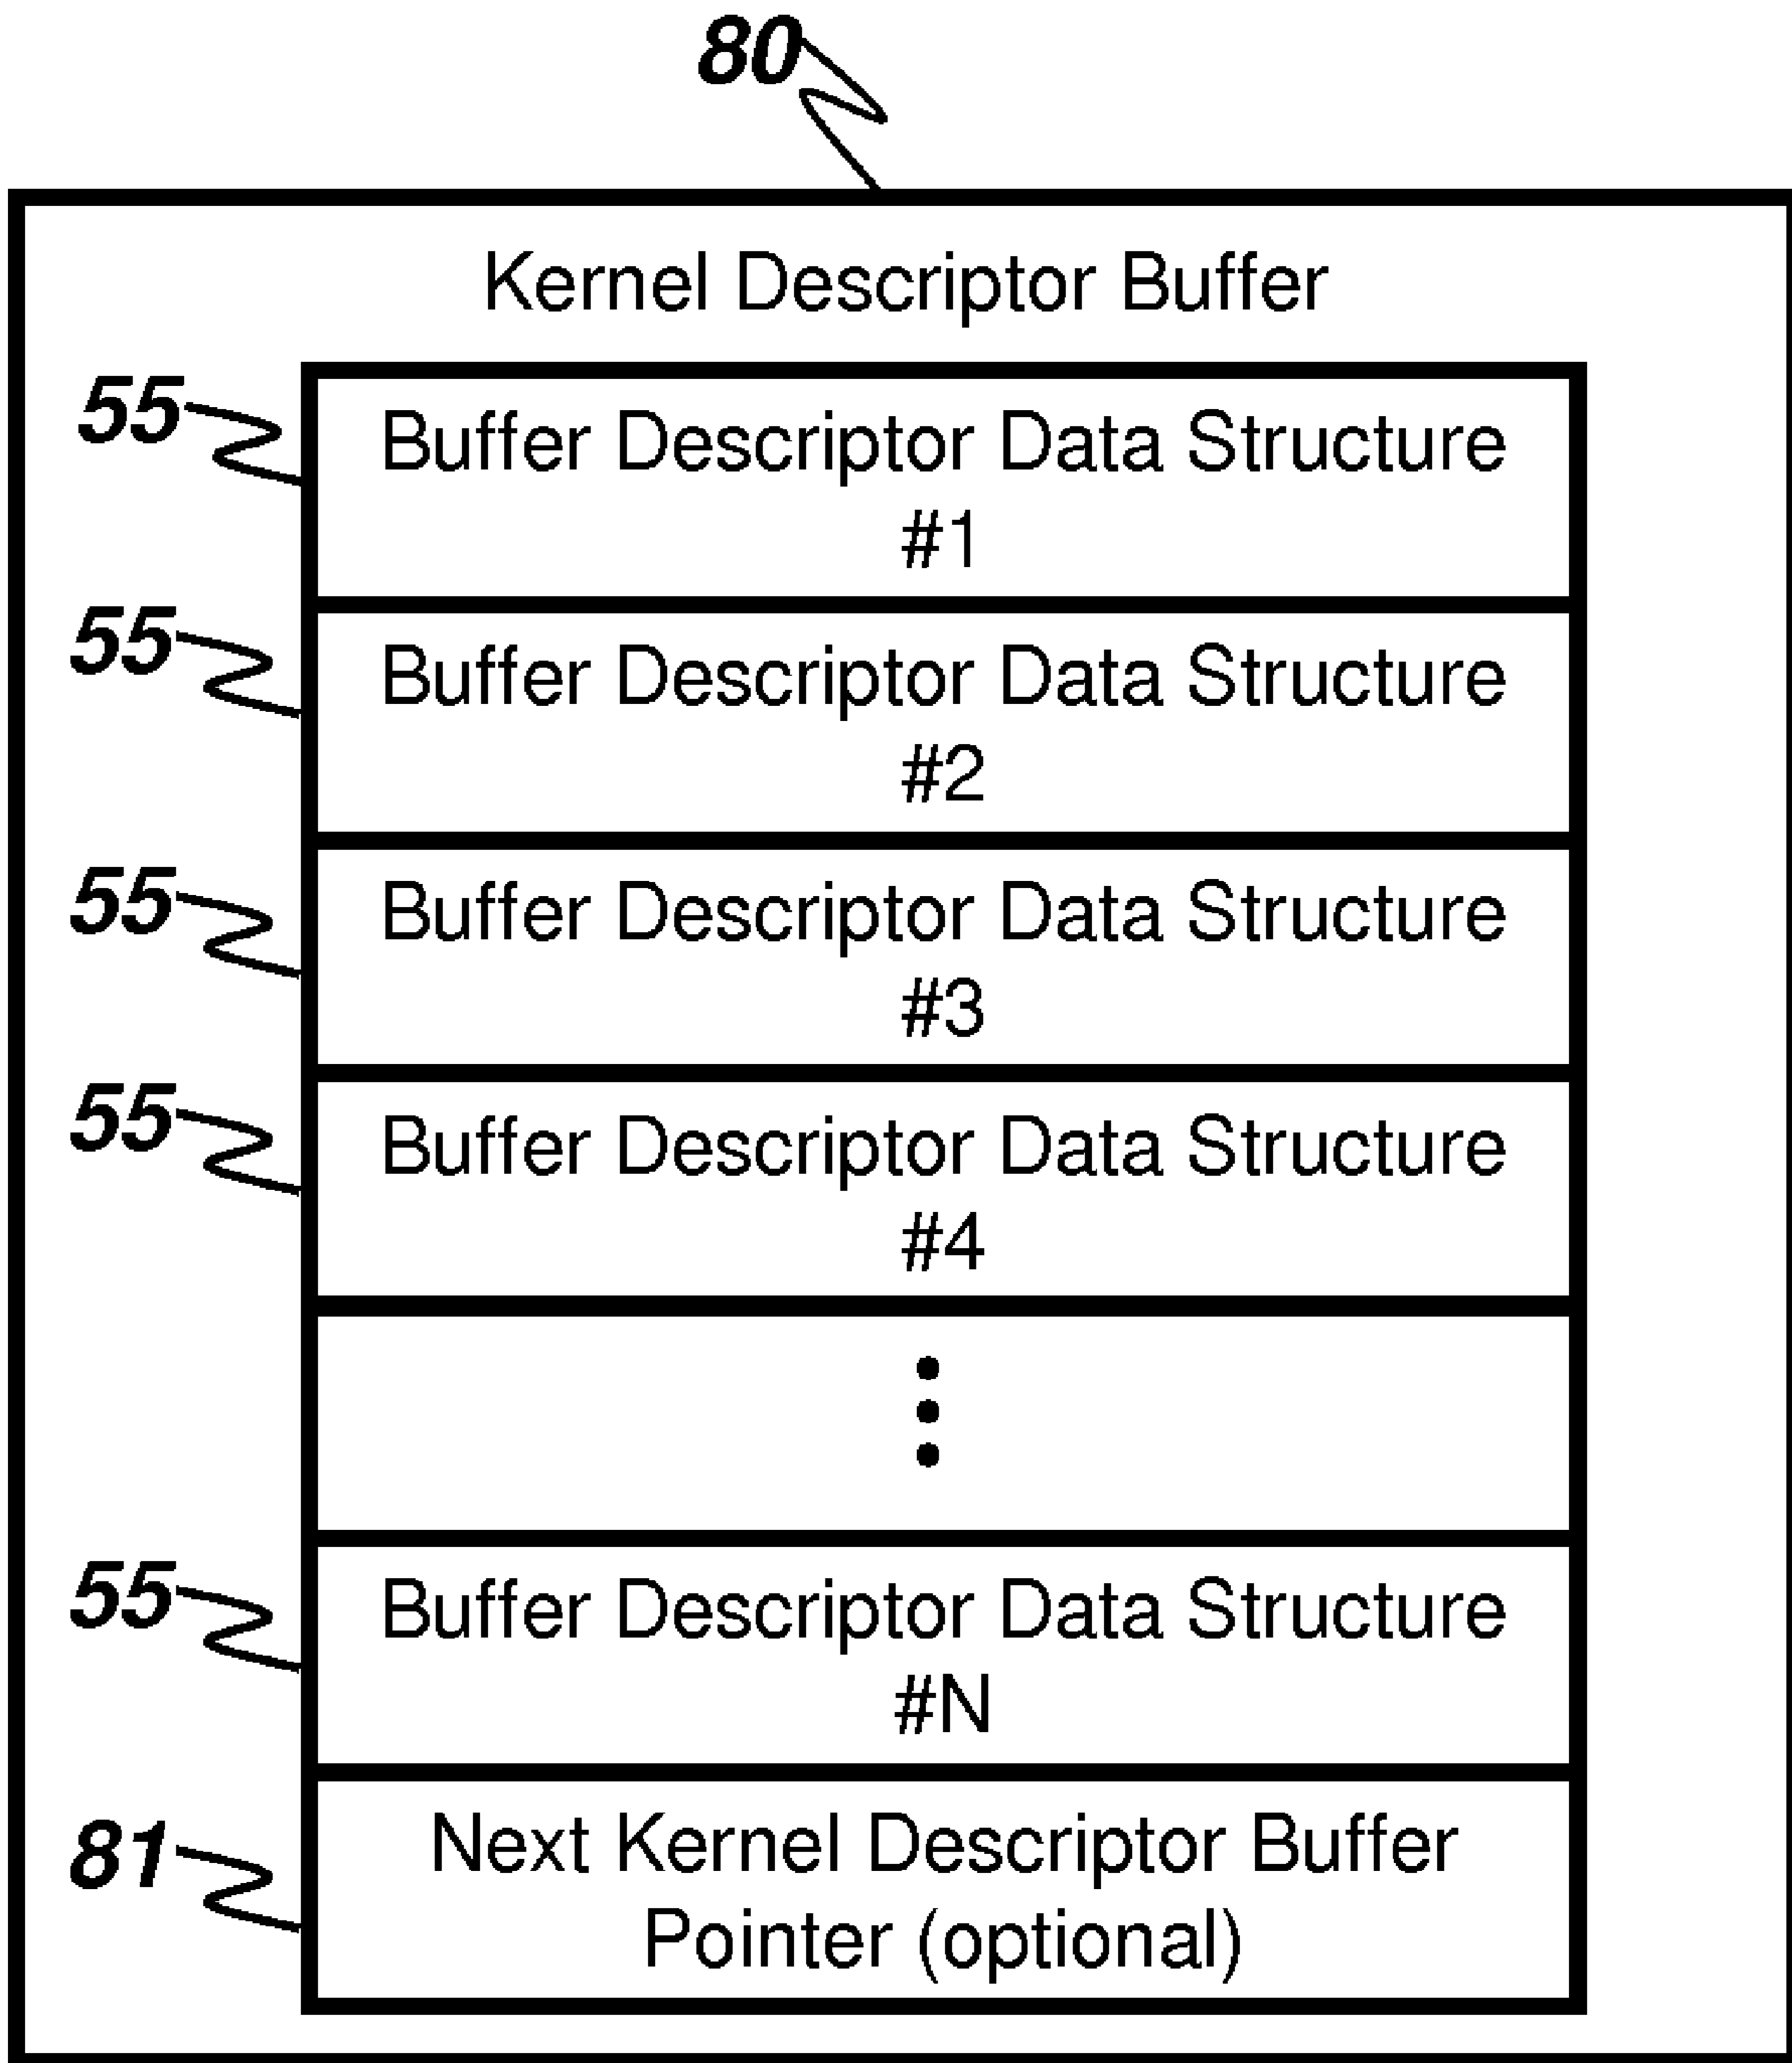 80
Kernel Descriptor Buffer
55
Buffer Descriptor Data Structure
#1
55
Buffer Descriptor Data Structure
#2
55
Buffer Descriptor Data Structure
#3
55
Buffer Descriptor Data Structure
#4
55
Buffer Descriptor Data Structure
#N
81
Next Kernel Descriptor Buffer
Pointer (optional)